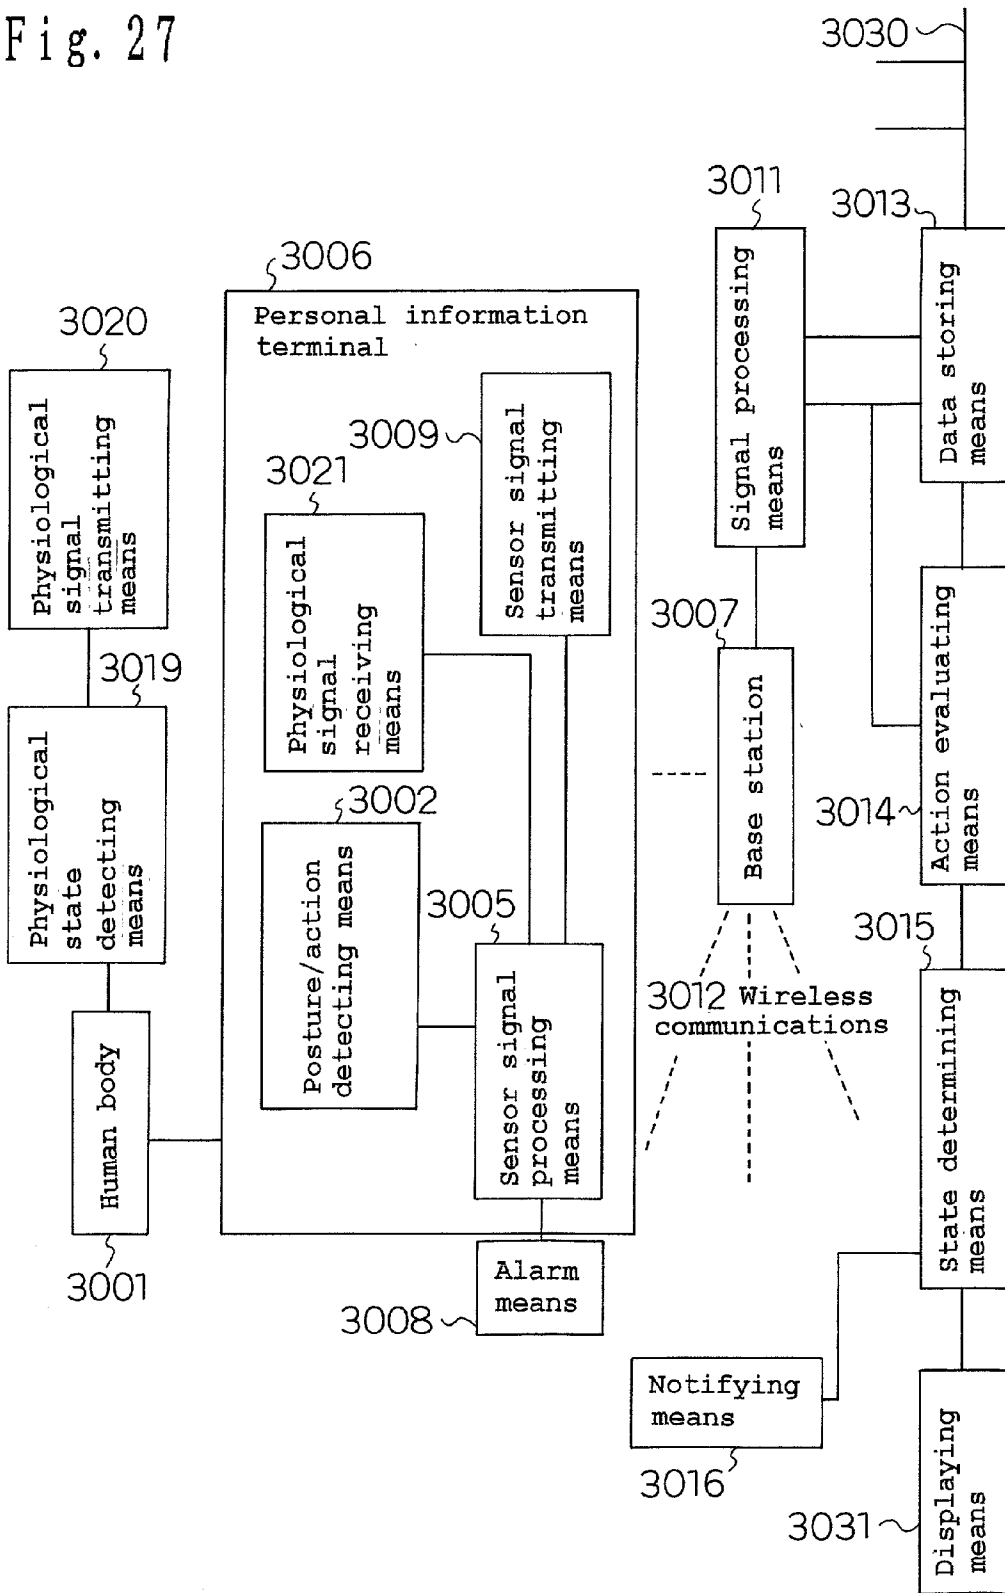 Fig. 27
3030
3011
3013
3006
Personal information
terminal
3020
Physiological
signal
transmitting
means
3009
Sensor signal
transmitting
means
3021
Physiological
signal
receiving
means
Signal processing
means
Data storing
means
3007
Base station
3019
Physiological
state
detecting
means
3002
Posture/action
detecting means
3005
Sensor signal
processing
means
3014
Action evaluating
means
3012 Wireless
communications
3015
State determining
means
Human body
3001
Alarm
means
3008
Notifying
means
3016
3031
Displaying
means